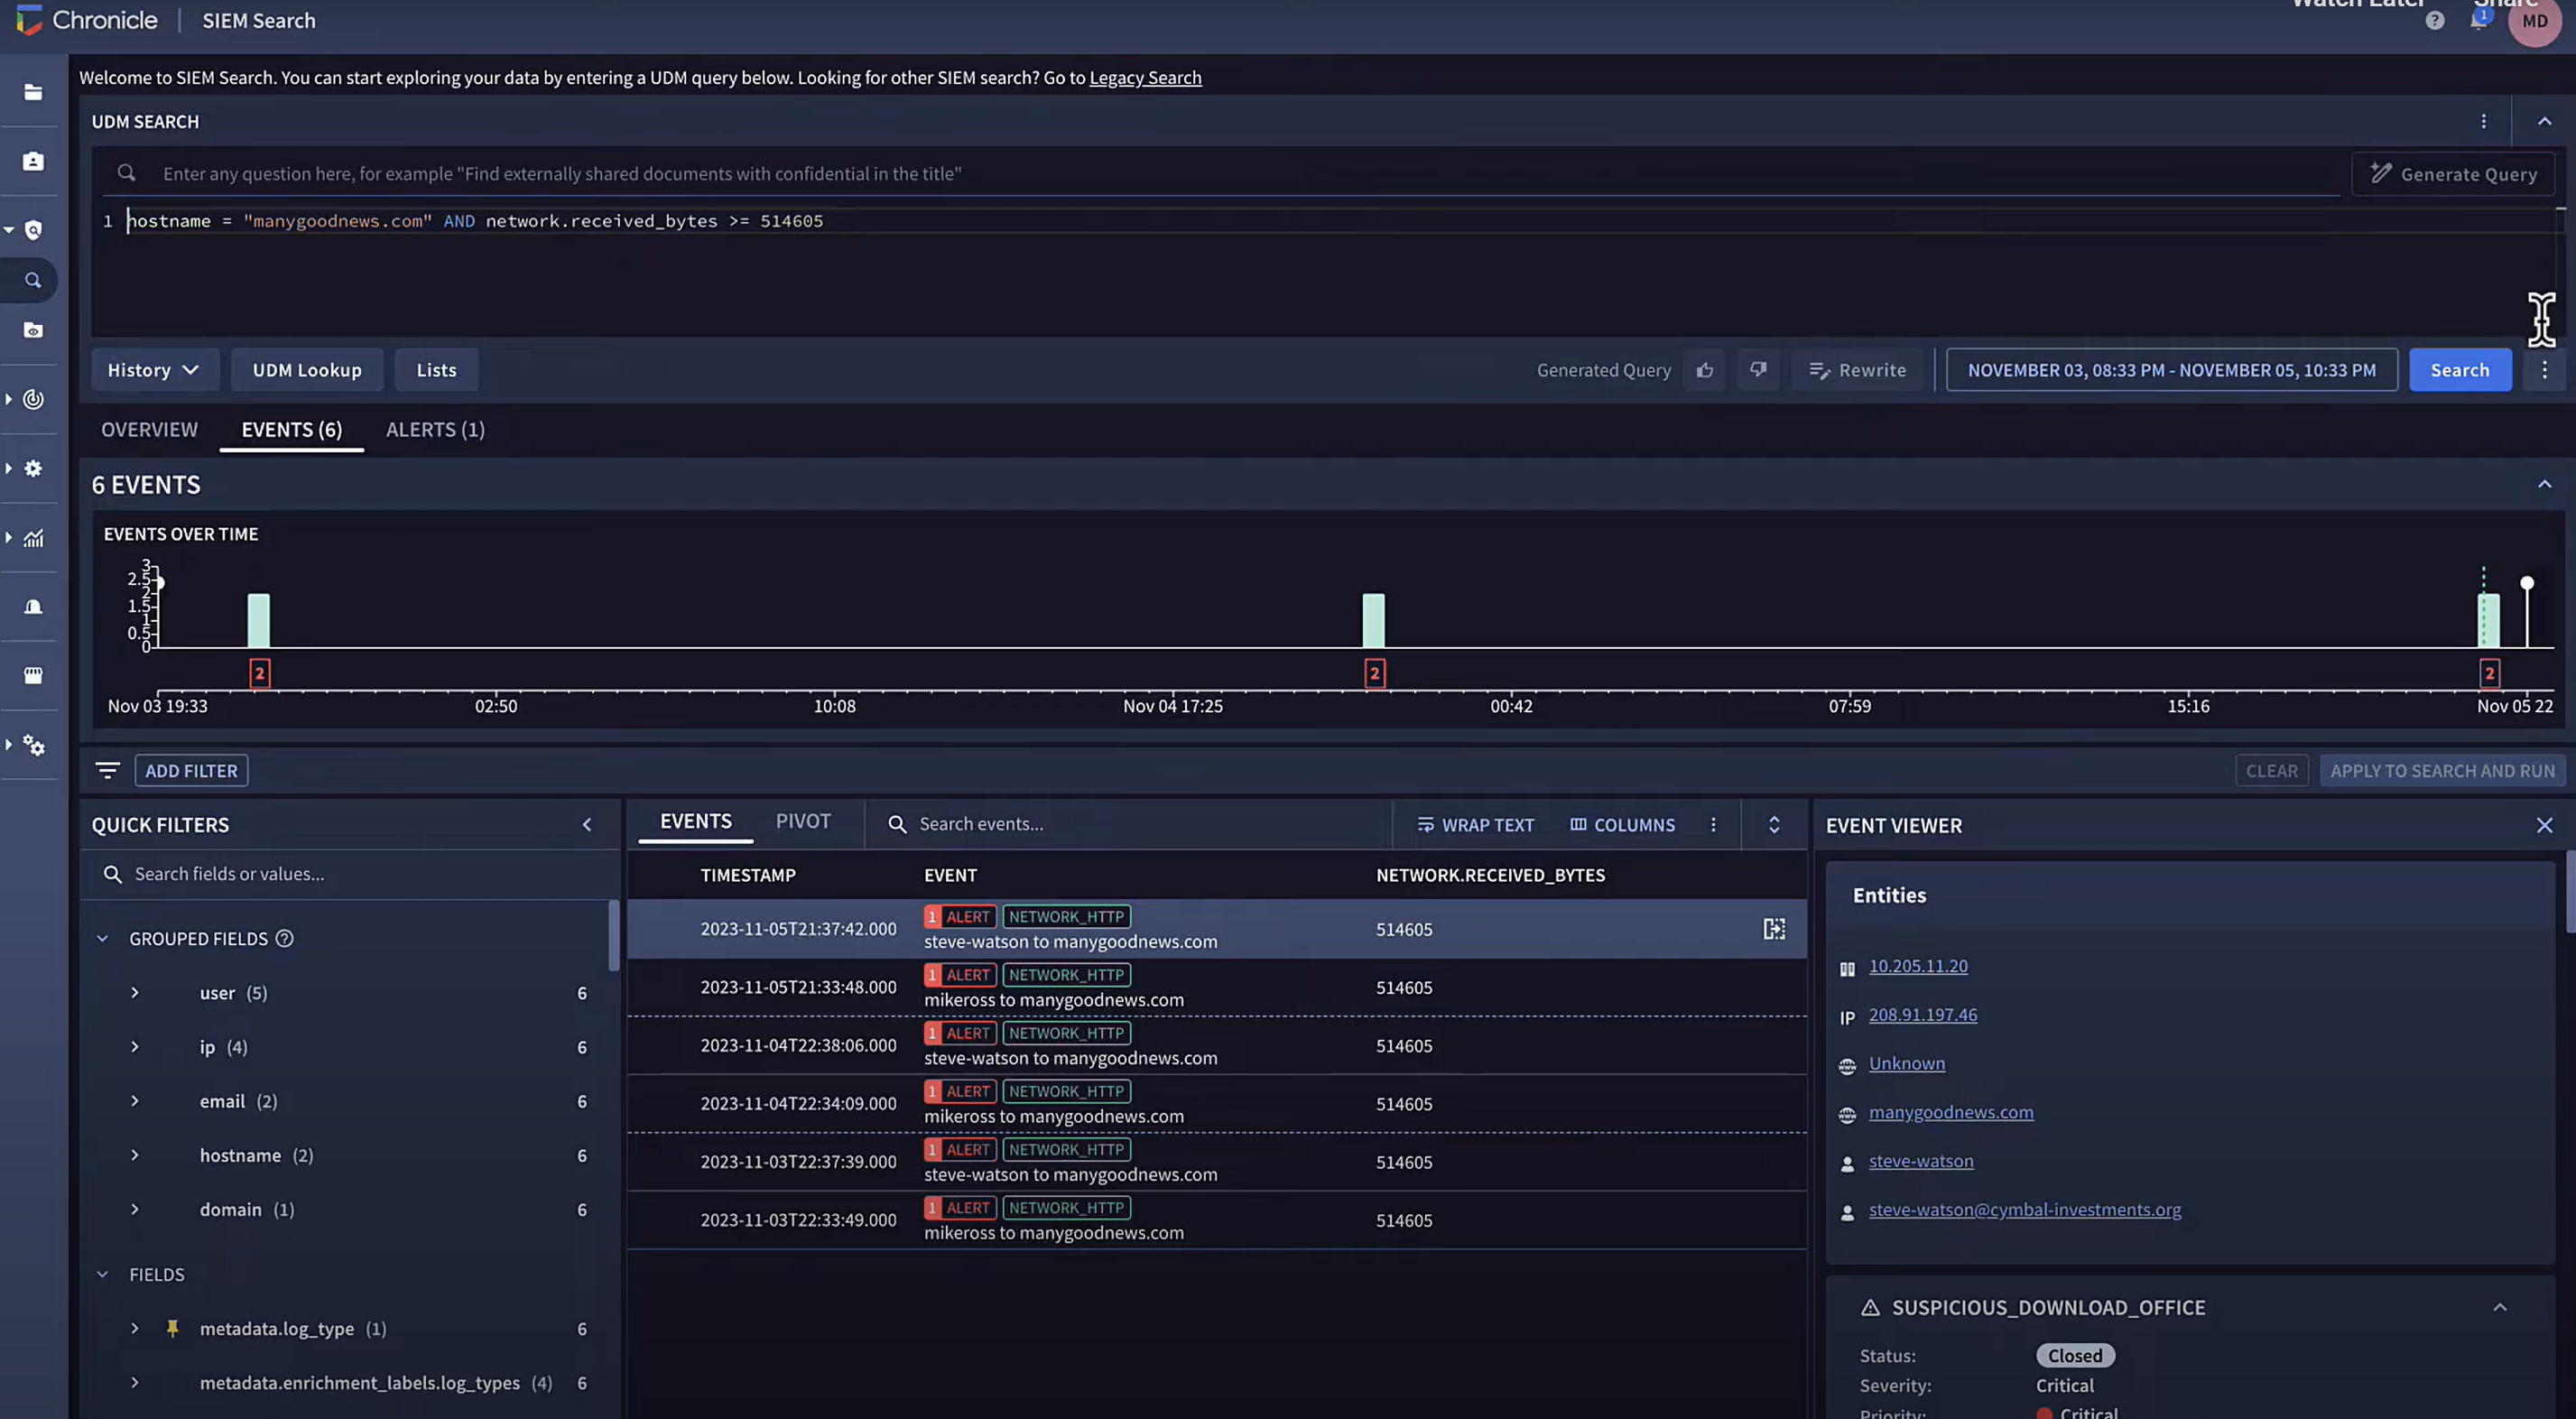 Chronicle | SIEM Search
Watch Later Share
1 MD
Welcome to SIEM Search. You can start exploring your data by entering a UDM query below. Looking for other SIEM search? Go to Legacy Search
UDM SEARCH
Enter any question here, for example "Find externally shared documents with confidential in the title"
Generate Query
1 hostname = "manygoodnews.com" AND network.received_bytes >= 514605
History UDM Lookup Lists
Generated Query Rewrite NOVEMBER 03, 08:33 PM - NOVEMBER 05, 10:33 PM Search
OVERVIEW EVENTS (6) ALERTS (1)
6 EVENTS
EVENTS OVER TIME
3
2.5
2
1.5
1
0.5
0
2 2 2
Nov 03 19:33 02:50 10:08 Nov 04 17:25 00:42 07:59 15:16 Nov 05 22
ADD FILTER CLEAR APPLY TO SEARCH AND RUN
QUICK FILTERS
Search fields or values...
GROUPED FIELDS
user (5) 6
ip (4) 6
email (2) 6
hostname (2) 6
domain (1) 6
FIELDS
metadata.log_type (1) 6
metadata.enrichment_labels.log_types (4) 6
EVENTS PIVOT Search events... WRAP TEXT COLUMNS
TIMESTAMP EVENT NETWORK.RECEIVED_BYTES
1 ALERT NETWORK_HTTP
2023-11-05T21:37:42.000 steve-watson to manygoodnews.com 514605
1 ALERT NETWORK_HTTP
2023-11-05T21:33:48.000 mikeross to manygoodnews.com 514605
1 ALERT NETWORK_HTTP
2023-11-04T22:38:06.000 steve-watson to manygoodnews.com 514605
1 ALERT NETWORK_HTTP
2023-11-04T22:34:09.000 mikeross to manygoodnews.com 514605
1 ALERT NETWORK_HTTP
2023-11-03T22:37:39.000 steve-watson to manygoodnews.com 514605
1 ALERT NETWORK_HTTP
2023-11-03T22:33:49.000 mikeross to manygoodnews.com 514605
EVENT VIEWER
Entities
10.205.11.20
IP 208.91.197.46
Unknown
manygoodnews.com
steve-watson
steve-watson@cymbal-investments.org
SUSPICIOUS_DOWNLOAD_OFFICE
Status: Closed
Severity: Critical
Priority: Critical